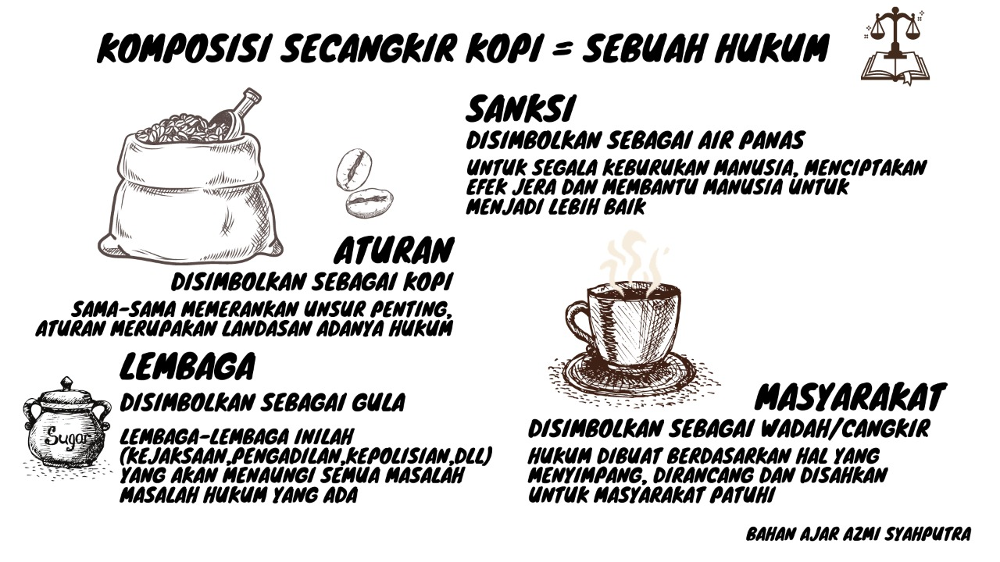 KOMPOSISI SECANGKIR KOPI = SEBUAH HUKUM
SANKSI
DISIMBOLKAN SEBAGAI AIR PANAS
UNTUK SEGALA KEBURUKAN MANUSIA, MENCIPTAKAN
EFEK JERA DAN MEMBANTU MANUSIA UNTUK
MENJADI LEBIH BAIK
ATURAN
DISIMBOLKAN SEBAGAI KOPI
SAMA-SAMA MEMERANKAN UNSUR PENTING,
ATURAN MERUPAKAN LANDASAN ADANYA HUKUM
LEMBAGA
DISIMBOLKAN SEBAGAI GULA
LEMBAGA-LEMBAGA INILAH
(KEJAKSAAN,PENGADILAN,KEPOLISIAN,DLL)
YANG AKAN MENAUNGI SEMUA MASALAH
MASALAH HUKUM YANG ADA
Sugar
MASYARAKAT
DISIMBOLKAN SEBAGAI WADAH/CANGKIR
HUKUM DIBUAT BERDASARKAN HAL YANG
MENYIMPANG, DIRANCANG DAN DISAHKAN
UNTUK MASYARAKAT PATUHI
BAHAN AJAR AZMI SYAHPUTRA